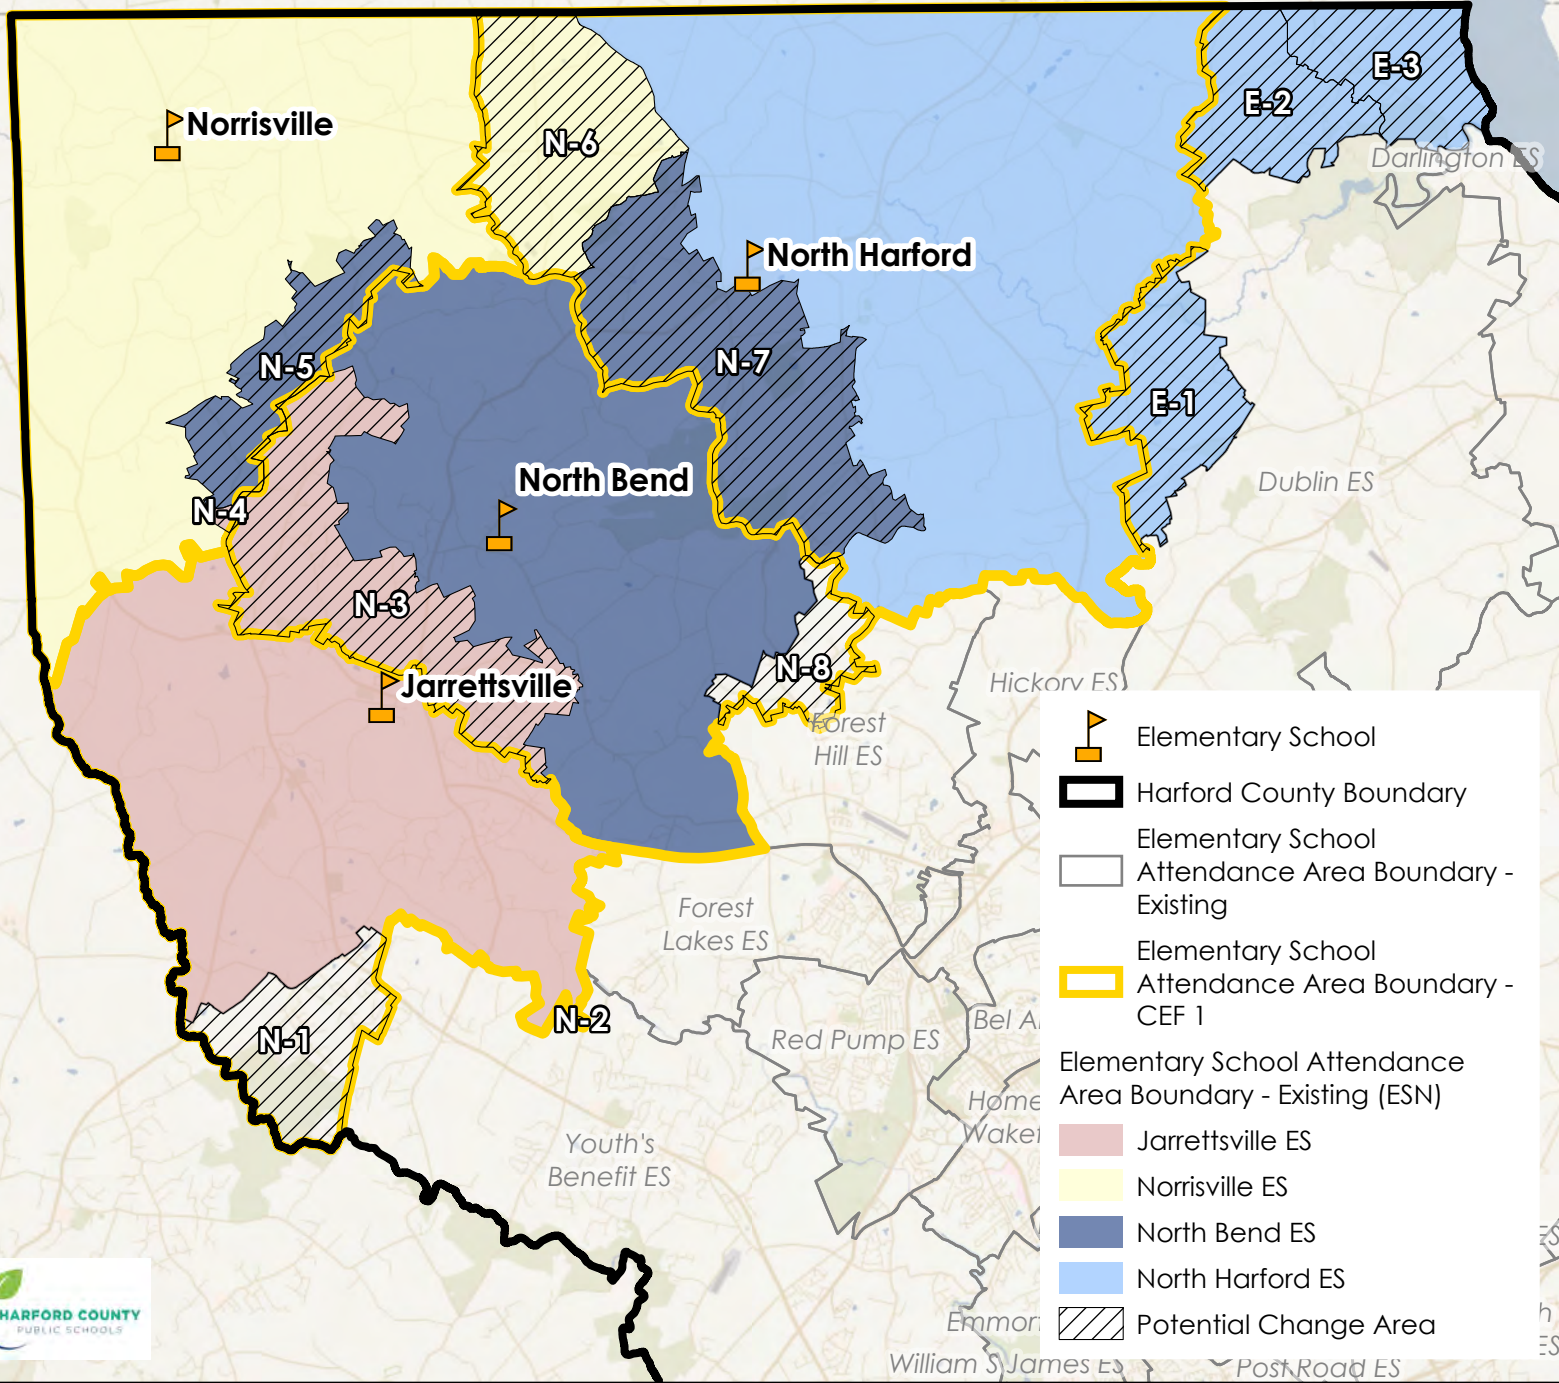 Norrisville
N-6
E-2
E-3
Darlington ES
North Harford
N-5
N-7
E-1
North Bend
Dublin ES
N-4
N-3
Jarrettsville
N-8
Hickory ES
Forest
Hill ES
Forest
Lakes ES
N-2
N-1
Red Pump ES
Bel
Home
Youth's
Benefit ES
William S James ES
Post Road ES
Elementary School
Harford County Boundary
Elementary School
Attendance Area Boundary -
Existing
Elementary School
Attendance Area Boundary -
CEF 1
Elementary School Attendance
Area Boundary - Existing (ESN)
Jarrettsville ES
Norrisville ES
North Bend ES
North Harford ES
Potential Change Area
HARFORD COUNTY
PUBLIC SCHOOLS